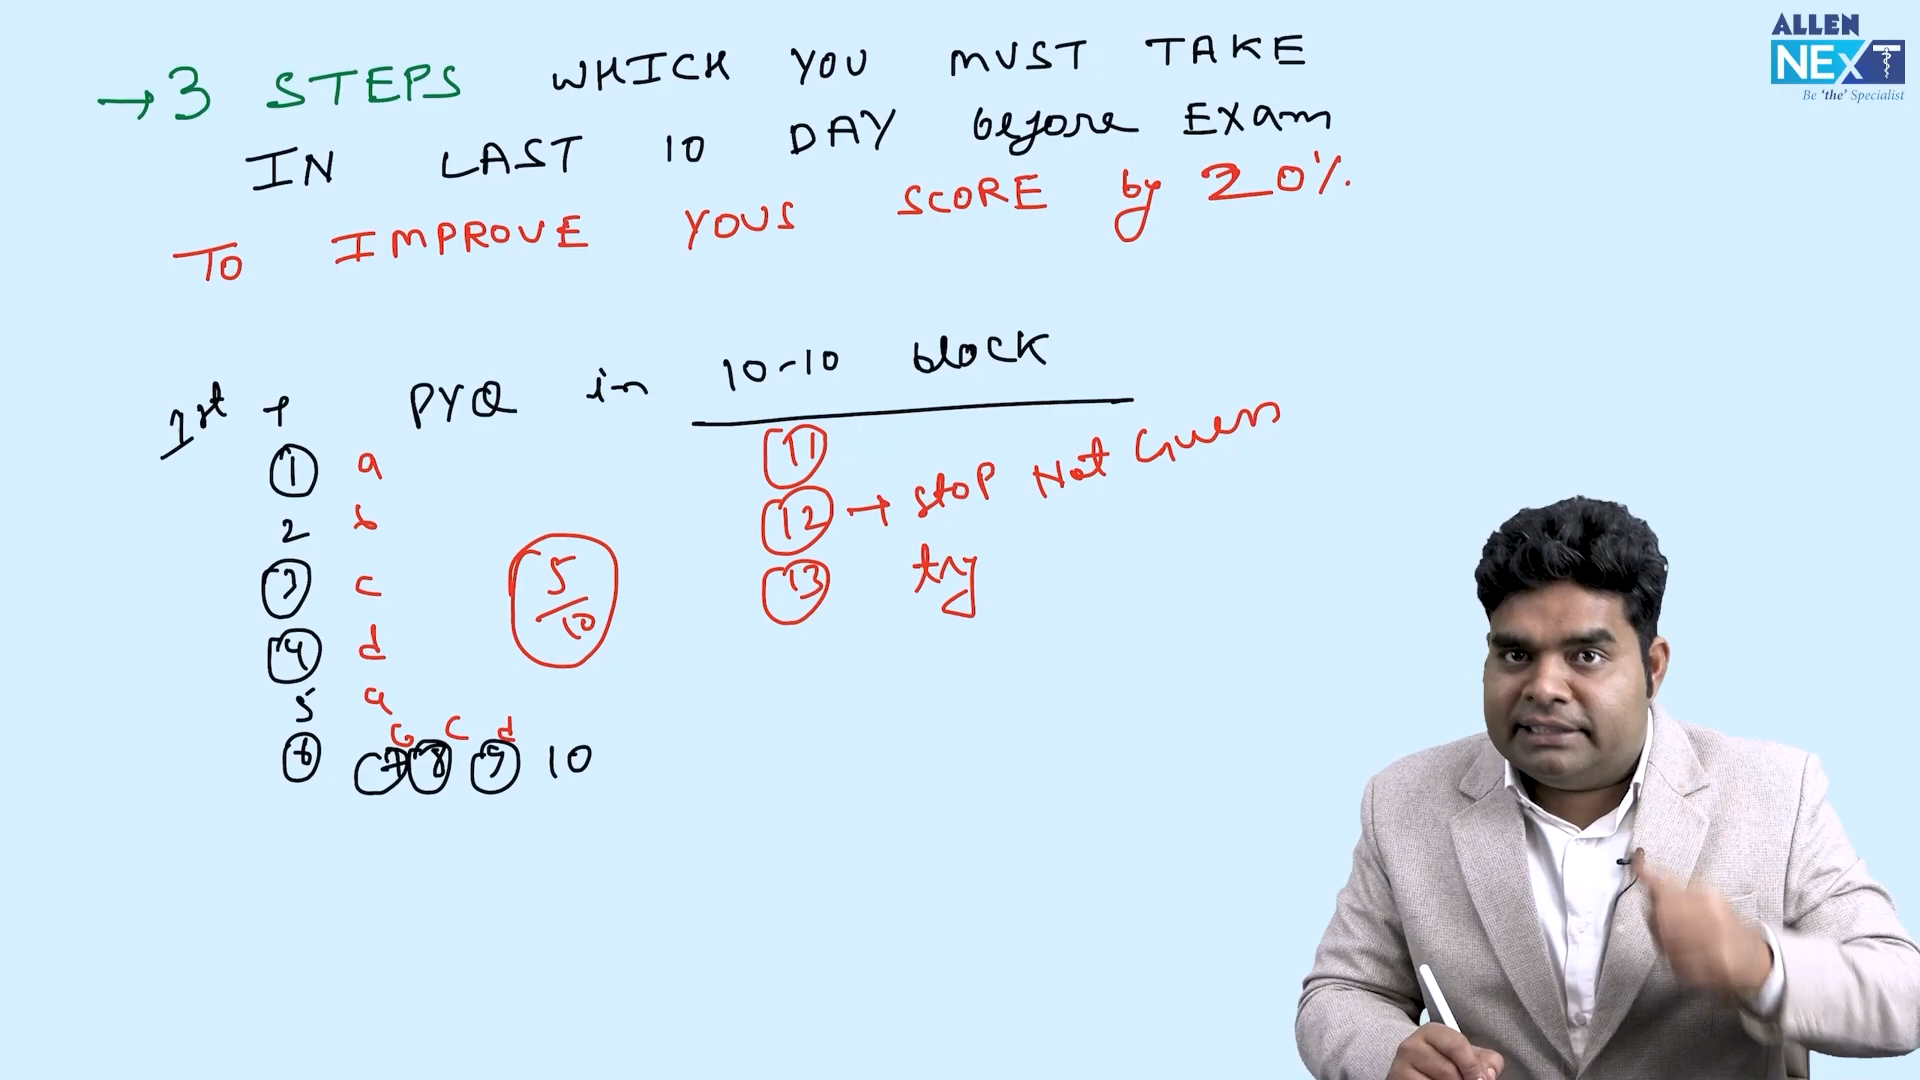 ALLEN
NEXT
Be 'the' Specialist
→ 3 STEPS WHICH YOU MUST TAKE
IN LAST 10 DAY before Exam
TO IMPROVE YOUS SCORE by 20%.
1st + PYQ in 10-10 block
1 a
2 b
3 c
4 d
5 a
6 7 8 c 9 d 10
5/10
11
12 → STOP Not Guess
13 try